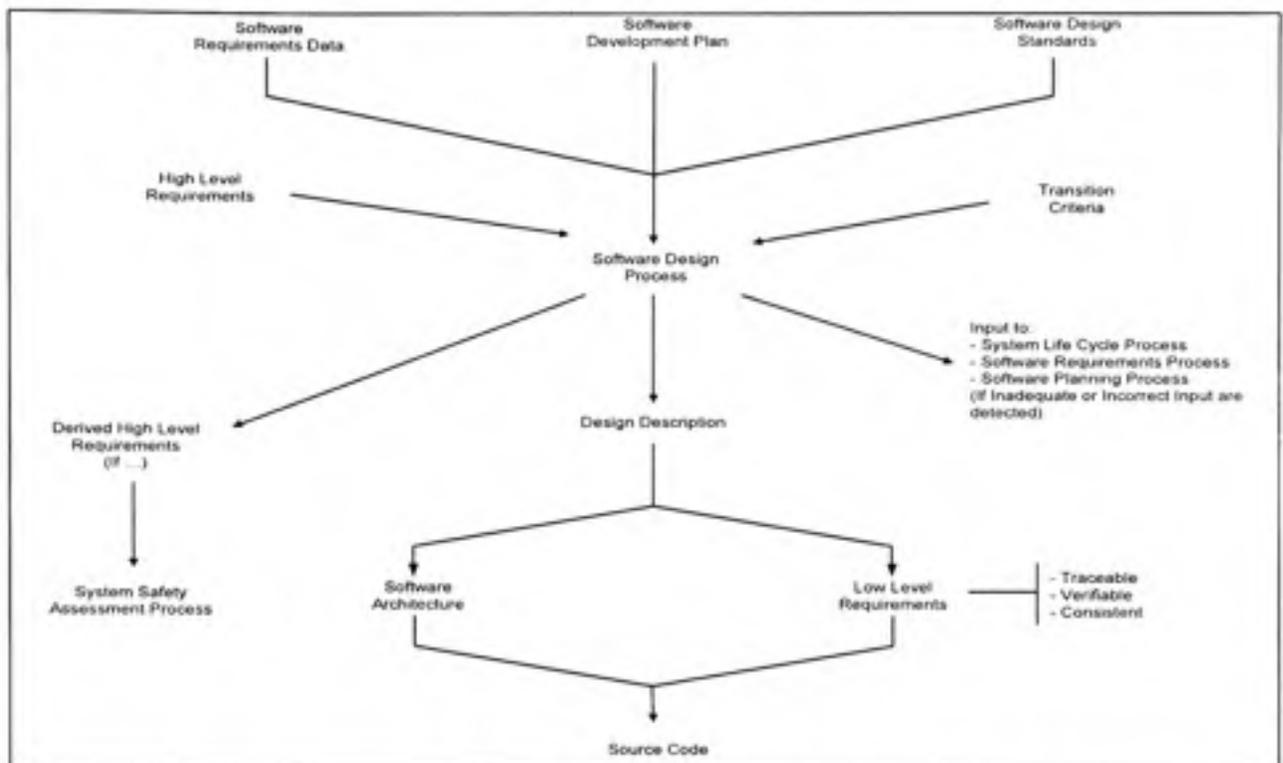 Software
Requirements Data
Software
Development Plan
Software Design
Standards
High Level
Requirements
Transition
Criteria
Software Design
Process
Input to:
- System Life Cycle Process
- Software Requirements Process
- Software Planning Process
(If Inadequate or Incorrect Input are
detected)
Derived High Level
Requirements
(If ...)
Design Description
System Safety
Assessment Process
Software
Architecture
Low Level
Requirements
- Traceable
- Verifiable
- Consistent
Source Code